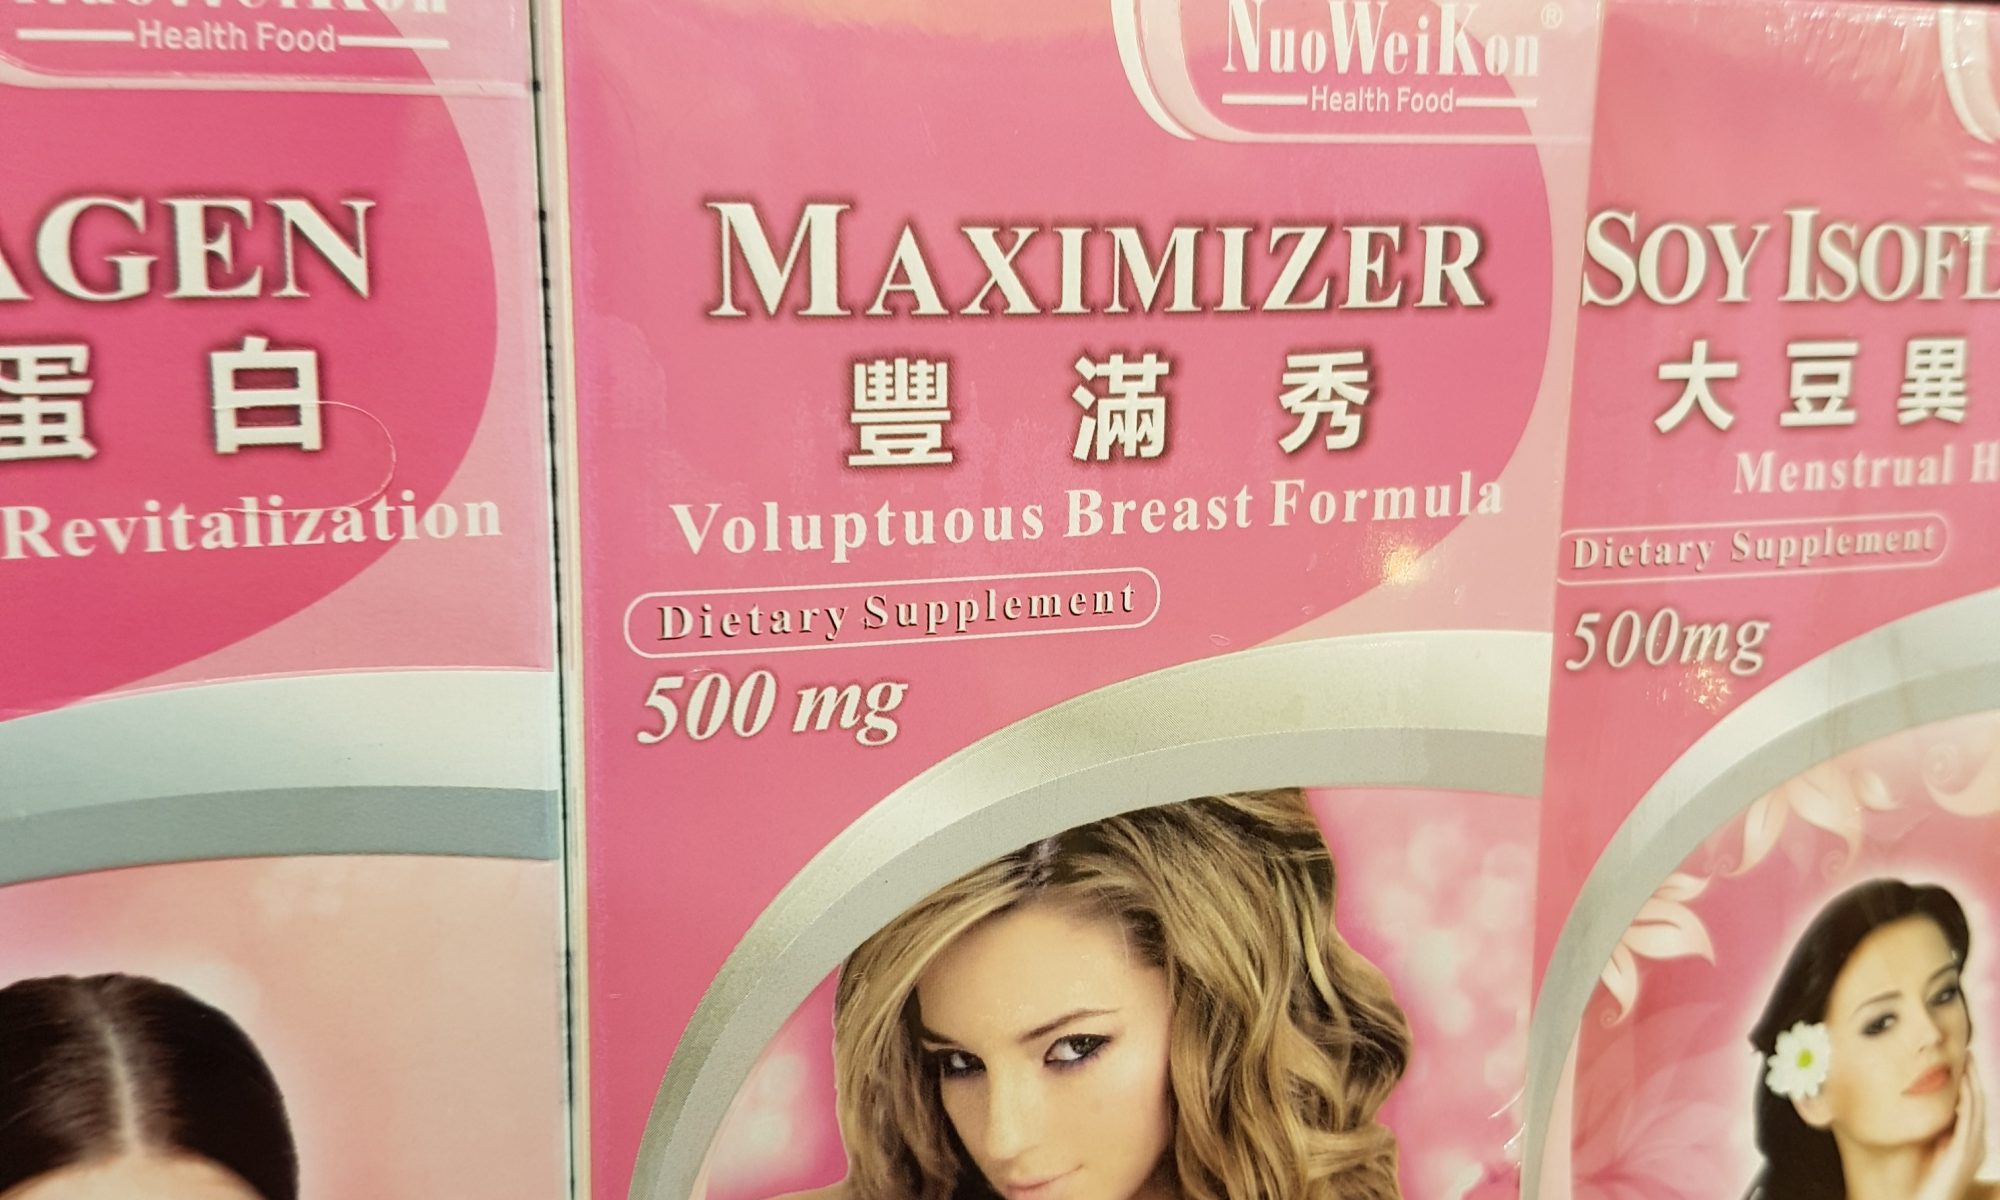 Health Food
AGEN
蛋白
Revitalization
NuoWeiKon®
Health Food
MAXIMIZER
豐滿秀
Voluptuous Breast Formula
Dietary Supplement
500 mg
SOY ISOFL
大豆異
Menstrual H
Dietary Supplement
500mg